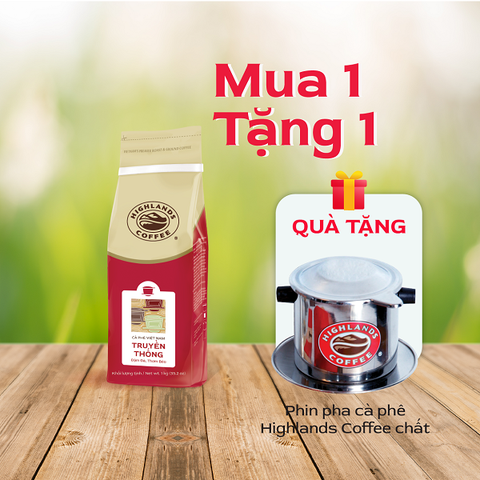 Mua 1
Tặng 1
QUÀ TẶNG
HIGHLANDS
COFFEE
®
CÀ PHÊ VIỆT NAM
TRUYỀN
THỐNG
HIGHLANDS
COFFEE
®
Phin pha cà phê
Highlands Coffee chất